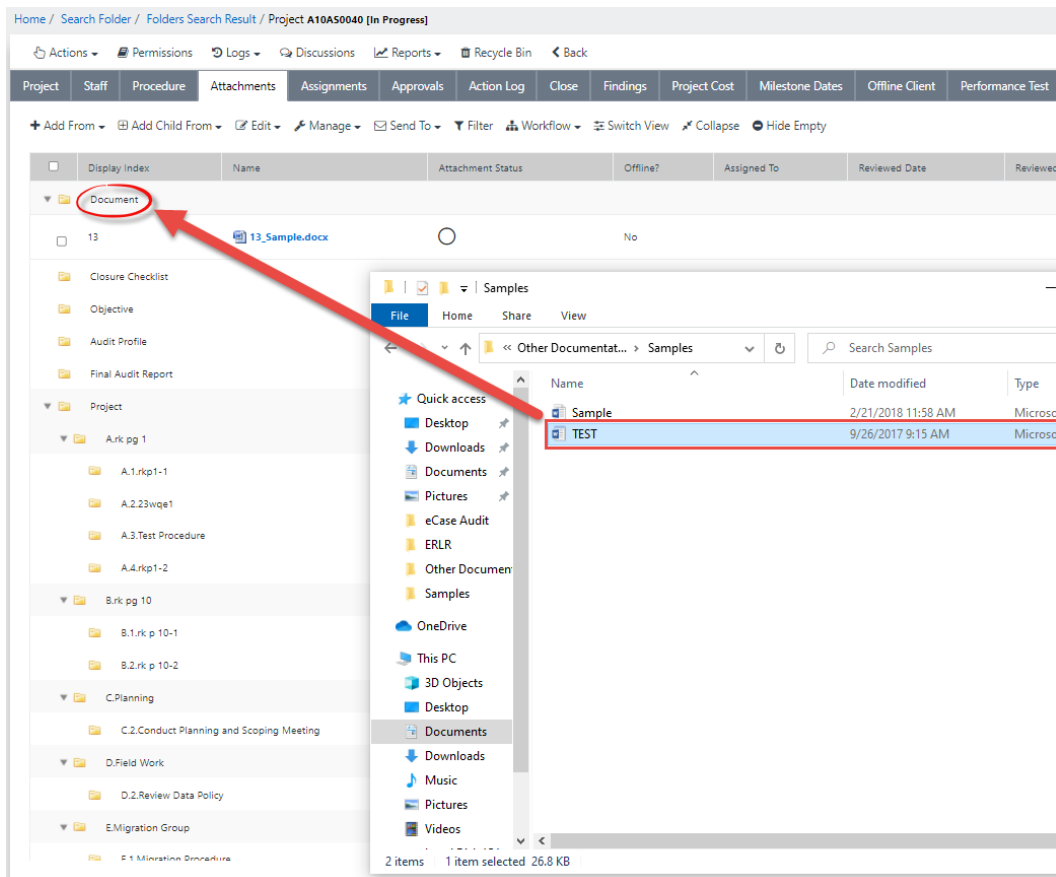 Home / Search Folder / Folders Search Result / Project A10AS0040 [In Progress]
Actions Permissions Logs Discussions Reports Recycle Bin Back
Project Staff Procedure Attachments Assignments Approvals Action Log Close Findings Project Cost Milestone Dates Offline Client Performance Test
Add From Add Child From Edit Manage Send To Filter Workflow Switch View Collapse Hide Empty
Display Index Name Attachment Status Offline? Assigned To Reviewed Date Reviewed
Document
13 13_Sample.docx No
Closure Checklist
Objective
Audit Profile
Final Audit Report
Project
A.rk pg 1
A.1.rkp1-1
A.2.23wqe1
A.3.Test Procedure
A.4.rkp1-2
B.rk pg 10
B.1.rk p 10-1
B.2.rk p 10-2
C.Planning
C.2.Conduct Planning and Scoping Meeting
D.Field Work
D.2.Review Data Policy
E.Migration Group
E.1.Migration Procedure
Samples
File Home Share View
« Other Documentat... > Samples Search Samples
Name Date modified Type
Sample 2/21/2018 11:58 AM Microso
TEST 9/26/2017 9:15 AM Microso
Quick access
Desktop
Downloads
Documents
Pictures
eCase Audit
ERLR
Other Documen
Samples
OneDrive
This PC
3D Objects
Desktop
Documents
Downloads
Music
Pictures
Videos
2 items 1 item selected 26.8 KB